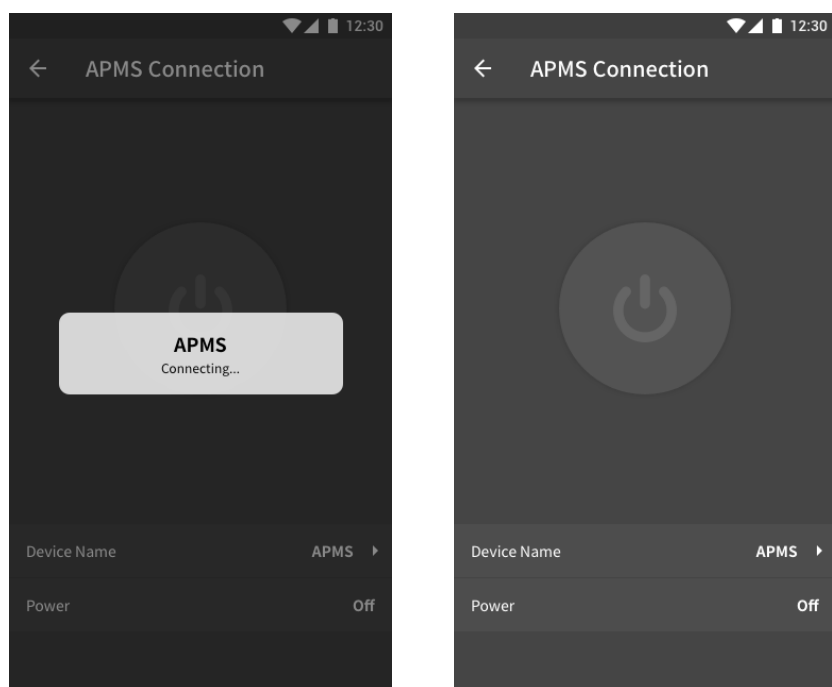 12:30
APMS Connection
APMS
Connecting...
Device Name APMS
Power Off
12:30
APMS Connection
Device Name APMS
Power Off